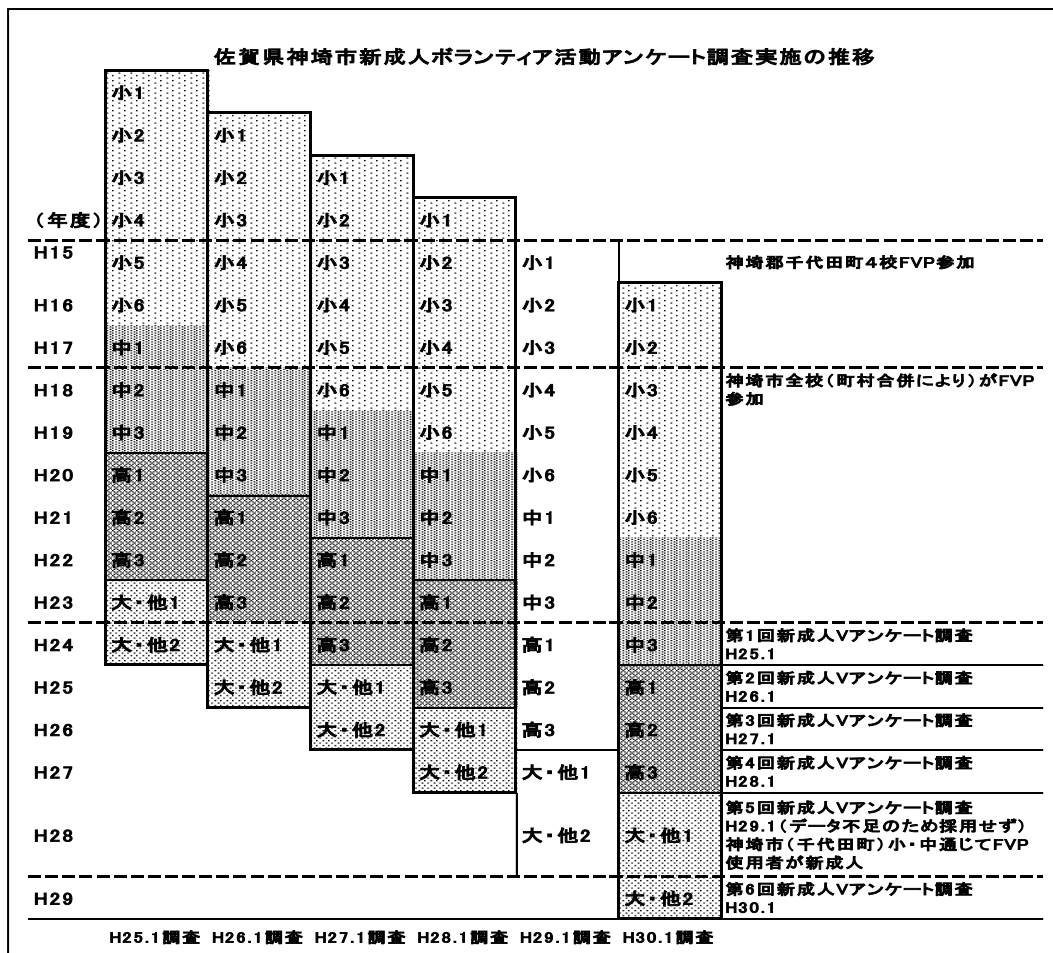 佐賀県神埼市新成人ボランティア活動アンケート調査実施の推移
小1
小2 小1
小3 小2 小1
(年度) 小4 小3 小2 小1
H15 小5 小4 小3 小2 小1 神埼郡千代田町4校FVP参加
H16 小6 小5 小4 小3 小2 小1
H17 中1 小6 小5 小4 小3 小2
H18 中2 中1 小6 小5 小4 小3 神埼市全校(町村合併により)がFVP
参加
H19 中3 中2 中1 小6 小5 小4
H20 高1 中3 中2 中1 小6 小5
H21 高2 高1 中3 中2 中1 小6
H22 高3 高2 高1 中3 中2 中1
H23 大・他1 高3 高2 高1 中3 中2
H24 大・他2 大・他1 高3 高2 高1 中3 第1回新成人Vアンケート調査
H25.1
H25 大・他2 大・他1 高3 高2 高1 第2回新成人Vアンケート調査
H26.1
H26 大・他2 大・他1 高3 高2 第3回新成人Vアンケート調査
H27.1
H27 大・他2 大・他1 高3 第4回新成人Vアンケート調査
H28.1
H28 大・他2 大・他1 第5回新成人Vアンケート調査
H29.1(データ不足のため採用せず)
神埼市(千代田町)小・中通じてFVP
使用者が新成人
H29 大・他2 第6回新成人Vアンケート調査
H30.1
H25.1調査 H26.1調査 H27.1調査 H28.1調査 H29.1調査 H30.1調査